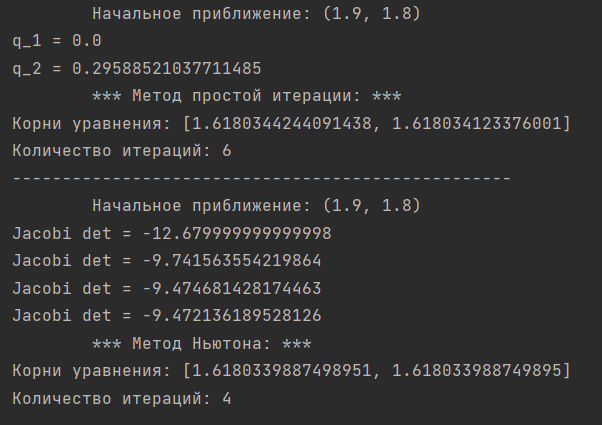 Начальное приближение: (1.9, 1.8)
q_1 = 0.0
q_2 = 0.29588521037711485
*** Метод простой итерации: ***
Корни уравнения: [1.6180344244091438, 1.618034123376001]
Количество итераций: 6
--------------------------------------------------
Начальное приближение: (1.9, 1.8)
Jacobi det = -12.679999999999998
Jacobi det = -9.741563554219864
Jacobi det = -9.474681428174463
Jacobi det = -9.472136189528126
*** Метод Ньютона: ***
Корни уравнения: [1.6180339887498951, 1.618033988749895]
Количество итераций: 4